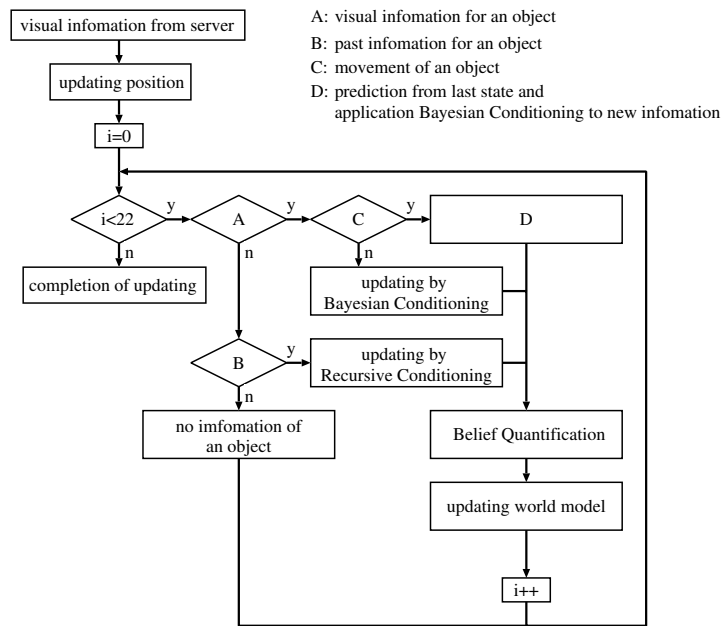 visual infomation from server
A: visual infomation for an object
B: past infomation for an object
C: movement of an object
D: prediction from last state and
application Bayesian Conditioning to new infomation
updating position
i=0
i<22
y
A
y
C
y
D
n
n
n
completion of updating
updating by
Bayesian Conditioning
B
y
updating by
Recursive Conditioning
n
no imfomation of
an object
Belief Quantification
updating world model
i++